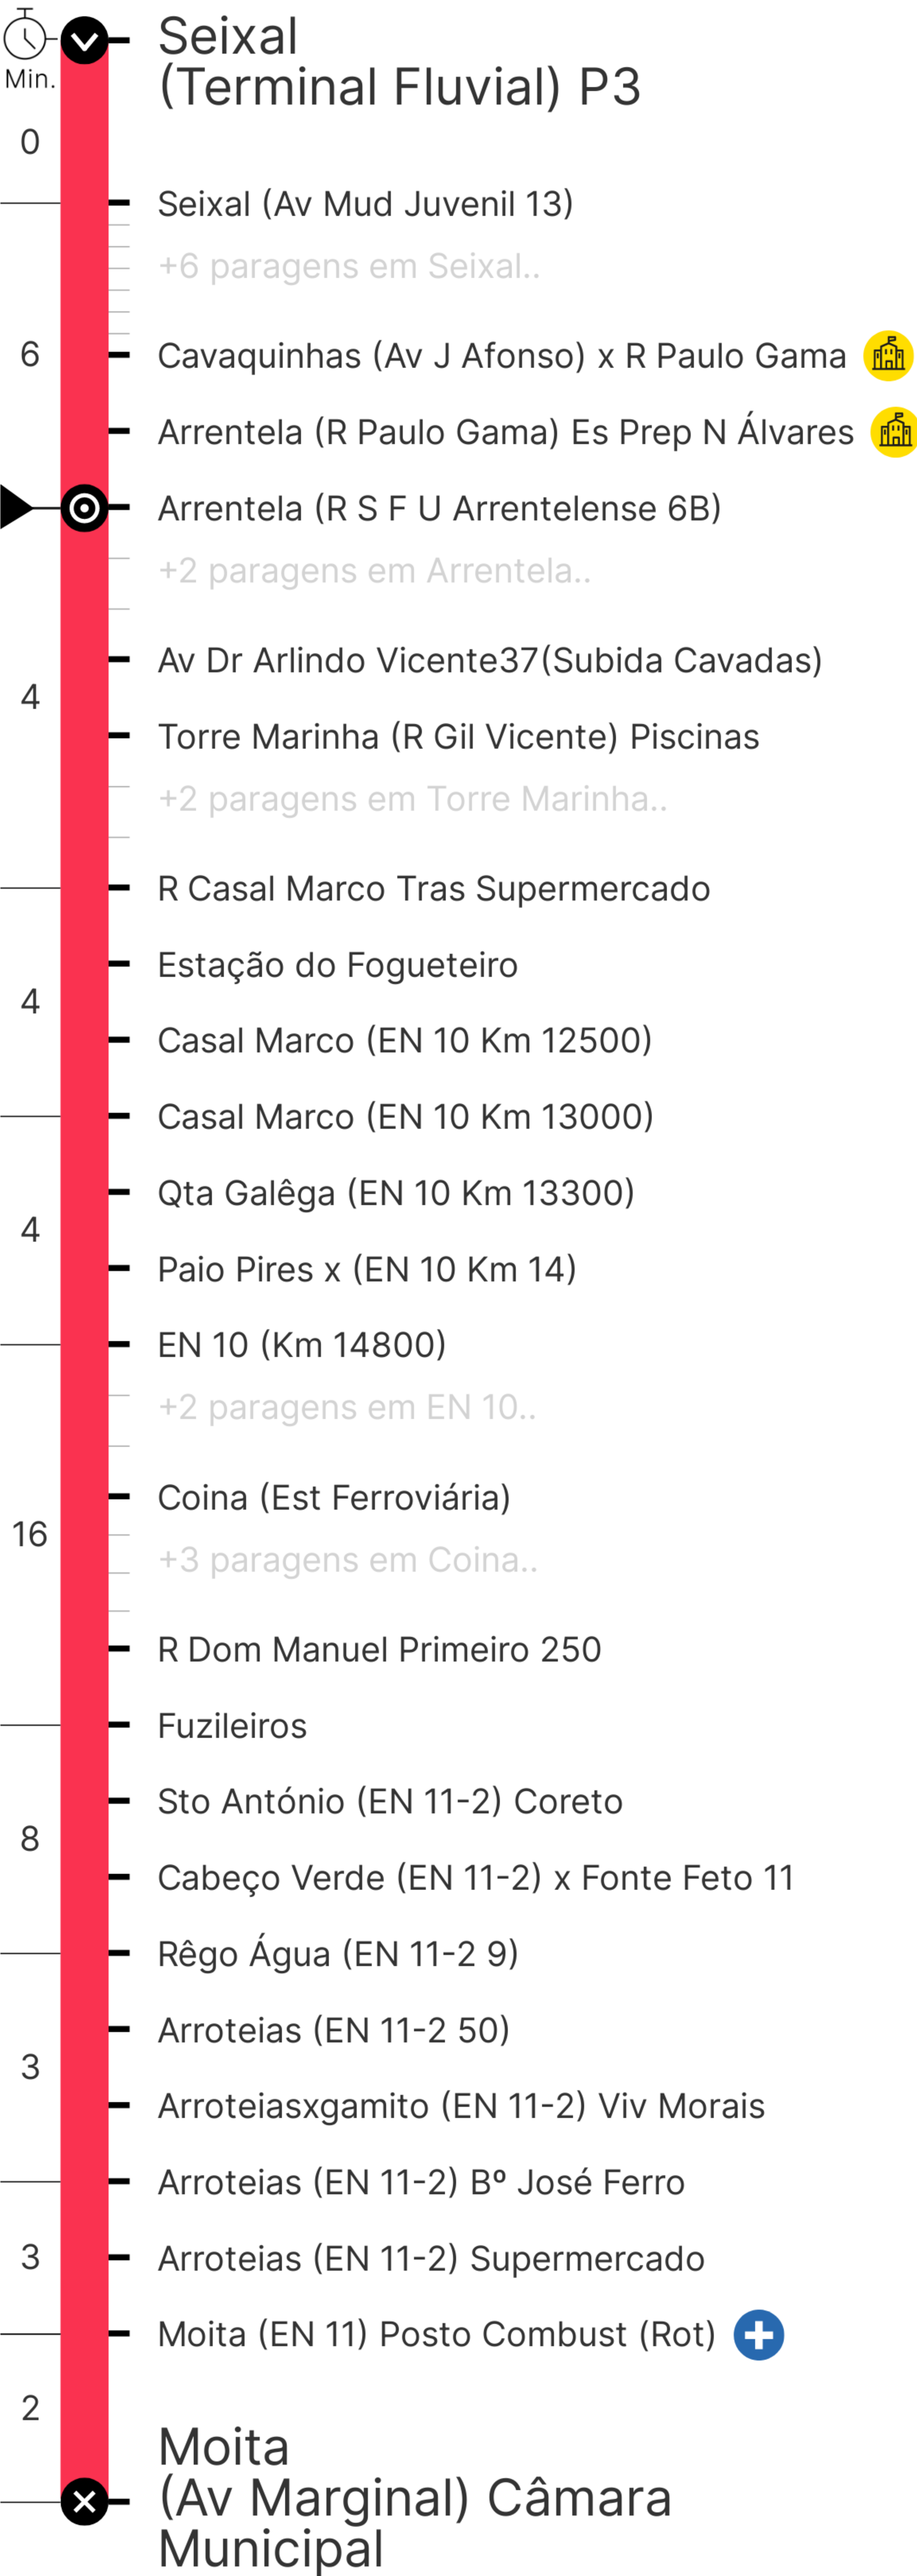 Seixal
(Terminal Fluvial) P3
Min.
0
Seixal (Av Mud Juvenil 13)
+6 paragens em Seixal..
6
Cavaquinhas (Av J Afonso) x R Paulo Gama
Arrentela (R Paulo Gama) Es Prep N Álvares
Arrentela (R S F U Arrentelense 6B)
+2 paragens em Arrentela..
Av Dr Arlindo Vicente37(Subida Cavadas)
4
Torre Marinha (R Gil Vicente) Piscinas
+2 paragens em Torre Marinha..
R Casal Marco Tras Supermercado
Estação do Fogueteiro
4
Casal Marco (EN 10 Km 12500)
Casal Marco (EN 10 Km 13000)
Qta Galêga (EN 10 Km 13300)
4
Paio Pires x (EN 10 Km 14)
EN 10 (Km 14800)
+2 paragens em EN 10..
Coina (Est Ferroviária)
16
+3 paragens em Coina..
R Dom Manuel Primeiro 250
Fuzileiros
Sto António (EN 11-2) Coreto
8
Cabeço Verde (EN 11-2) x Fonte Feto 11
Rêgo Água (EN 11-2 9)
Arroteias (EN 11-2 50)
3
Arroteiasxgamito (EN 11-2) Viv Morais
Arroteias (EN 11-2) Bº José Ferro
3
Arroteias (EN 11-2) Supermercado
Moita (EN 11) Posto Combust (Rot)
2
Moita
(Av Marginal) Câmara
Municipal